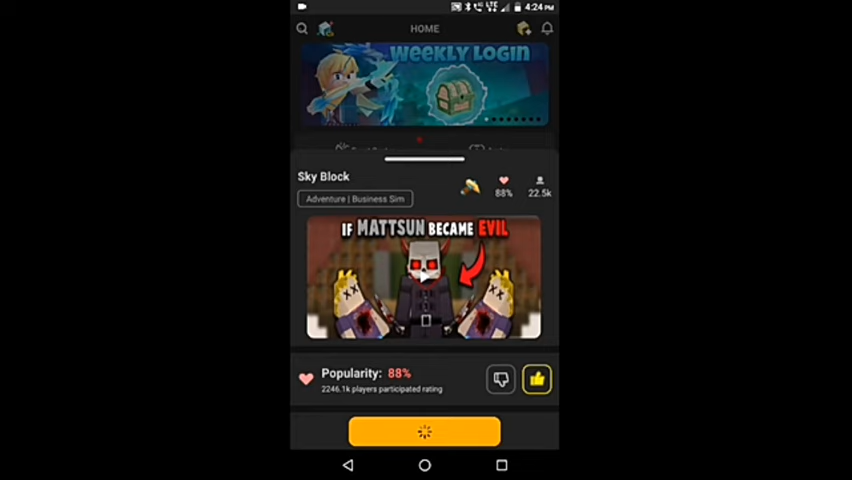 LTE 4:24 PM
HOME
WEEKLY LOGIN
Sky Block
88%
22.5k
Adventure | Business Sim
IF MATTSUN BECAME EVIL
Popularity: 88%
2246.1k players participated rating